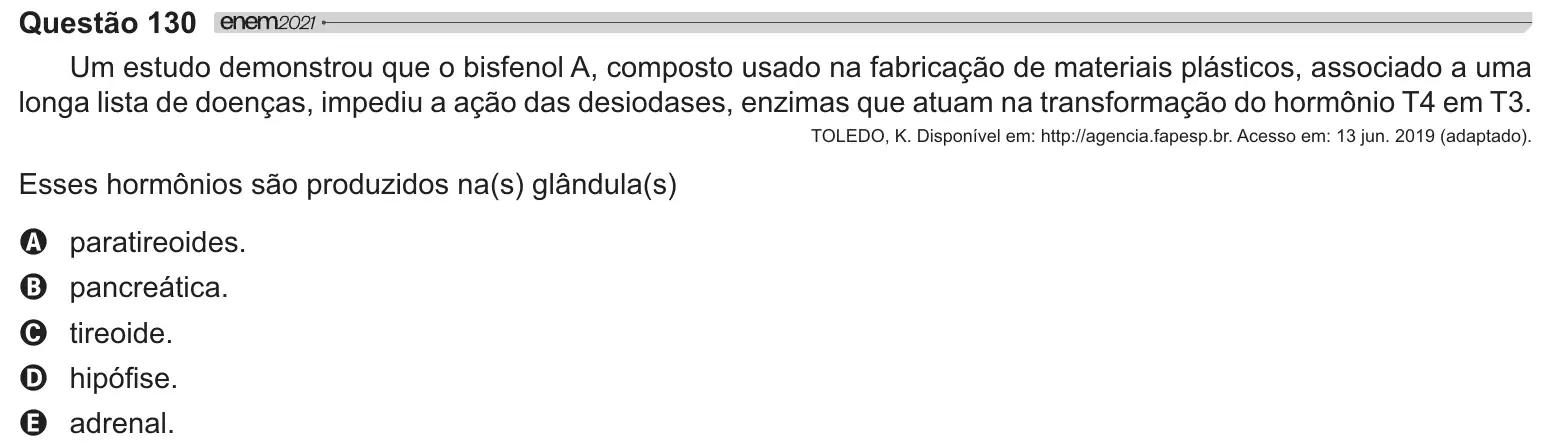 Questão 130 enem2021
Um estudo demonstrou que o bisfenol A, composto usado na fabricação de materiais plásticos, associado a uma
longa lista de doenças, impediu a ação das desiodases, enzimas que atuam na transformação do hormônio T4 em T3.
TOLEDO, K. Disponível em: http://agencia.fapesp.br. Acesso em: 13 jun. 2019 (adaptado).
Esses hormônios são produzidos na(s) glândula(s)
A paratireoides.
B pancreática.
C tireoide.
D hipófise.
E adrenal.